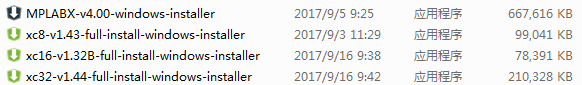 MPLABX-v4.00-windows-installer 2017/9/5 9:25 应用程序 667,616 KB
xc8-v1.43-full-install-windows-installer 2017/9/3 11:29 应用程序 99,041 KB
xc16-v1.32B-full-install-windows-installer 2017/9/16 9:38 应用程序 78,391 KB
xc32-v1.44-full-install-windows-installer 2017/9/16 9:42 应用程序 210,328 KB